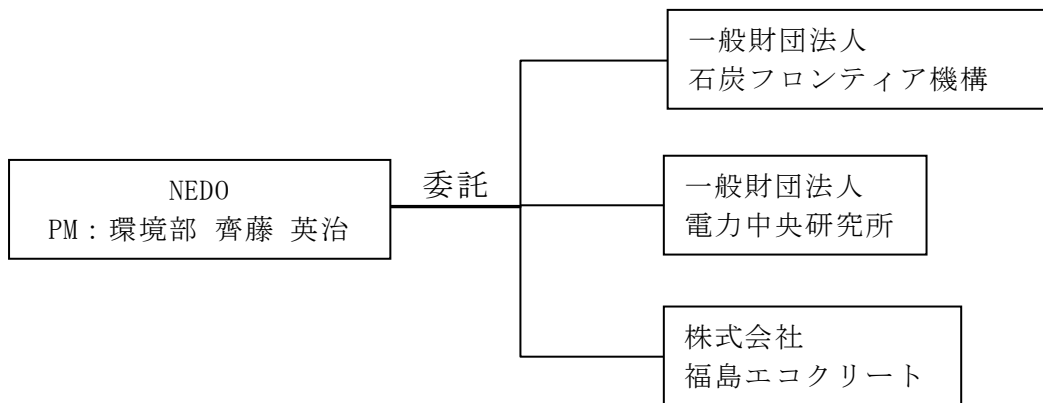 一般財団法人
石炭フロンティア機構
NEDO
PM：環境部 齊藤 英治
委託
一般財団法人
電力中央研究所
株式会社
福島エコクリート